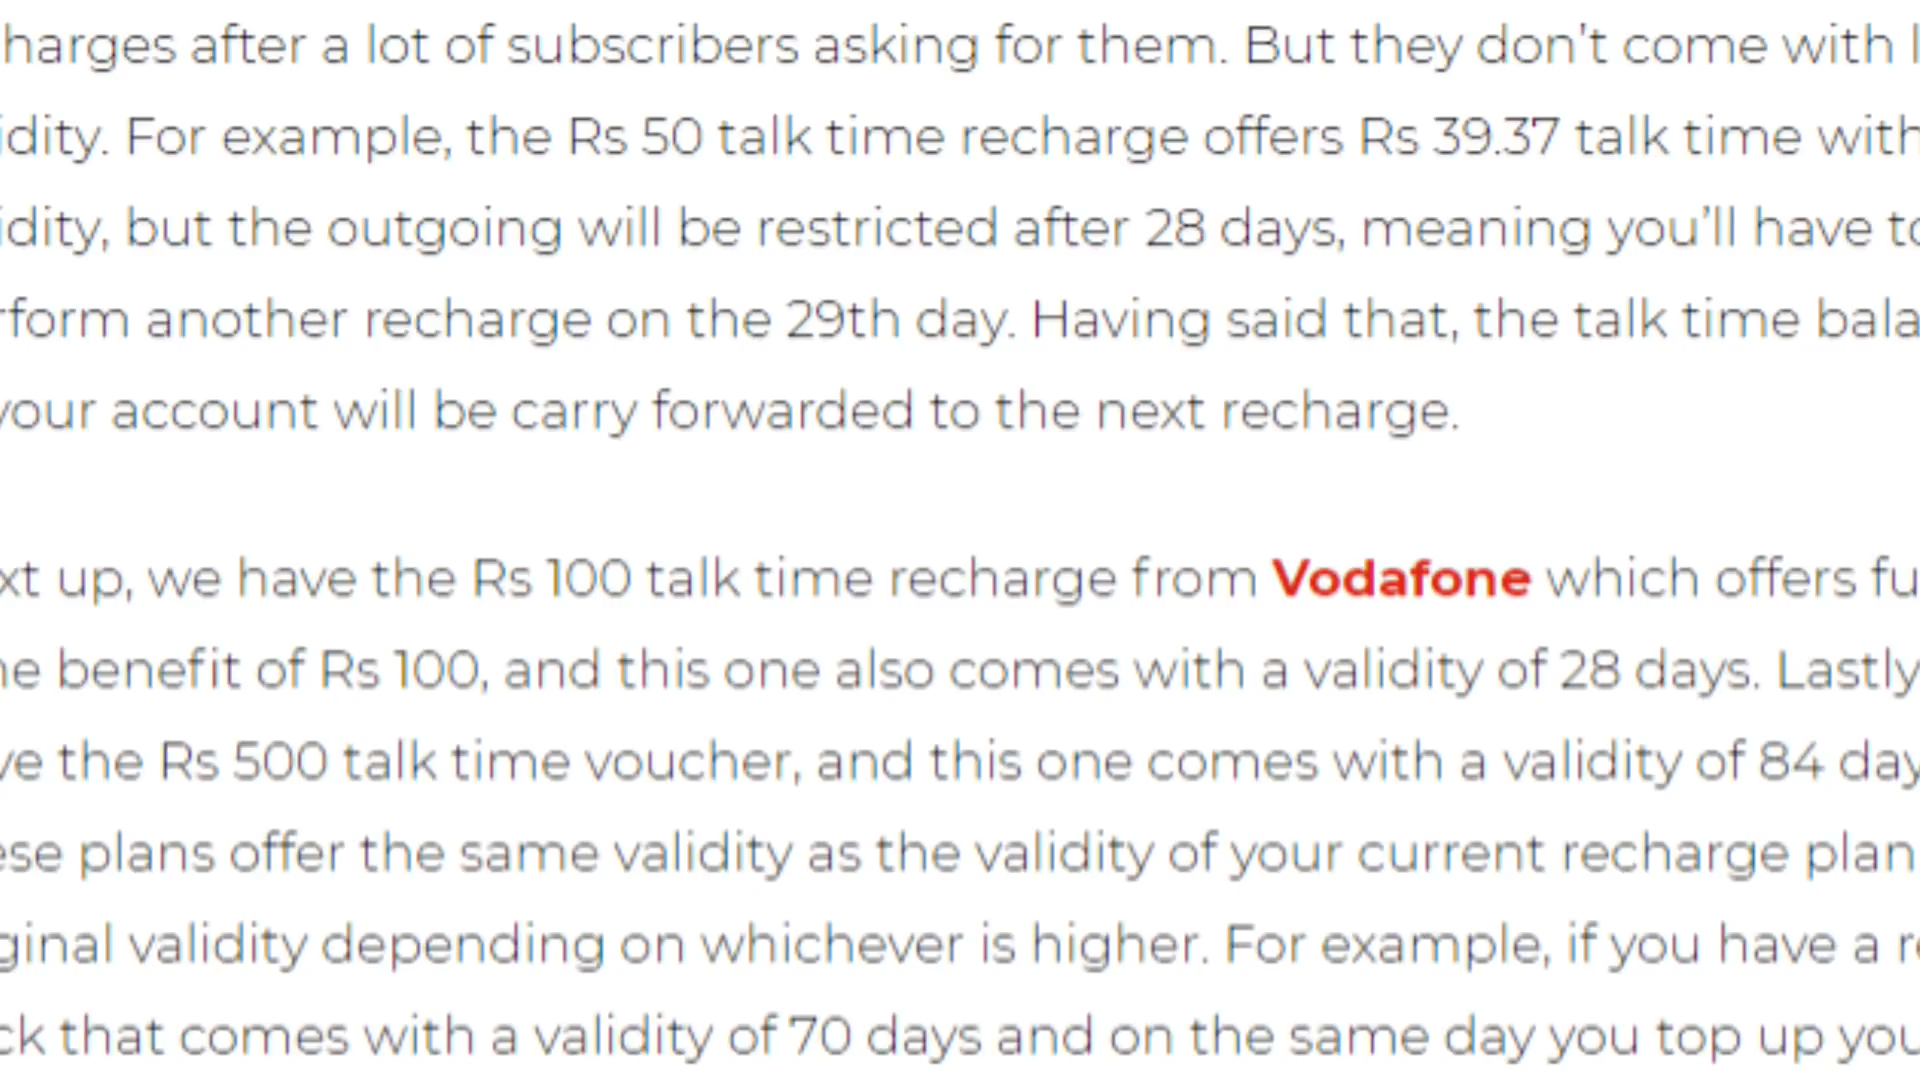 harges after a lot of subscribers asking for them. But they don’t come with l
idity. For example, the Rs 50 talk time recharge offers Rs 39.37 talk time with
idity, but the outgoing will be restricted after 28 days, meaning you’ll have to
rform another recharge on the 29th day. Having said that, the talk time bala
your account will be carry forwarded to the next recharge.
xt up, we have the Rs 100 talk time recharge from Vodafone which offers fu
ne benefit of Rs 100, and this one also comes with a validity of 28 days. Lastly
ve the Rs 500 talk time voucher, and this one comes with a validity of 84 day
ese plans offer the same validity as the validity of your current recharge plan
ginal validity depending on whichever is higher. For example, if you have a re
ck that comes with a validity of 70 days and on the same day you top up you